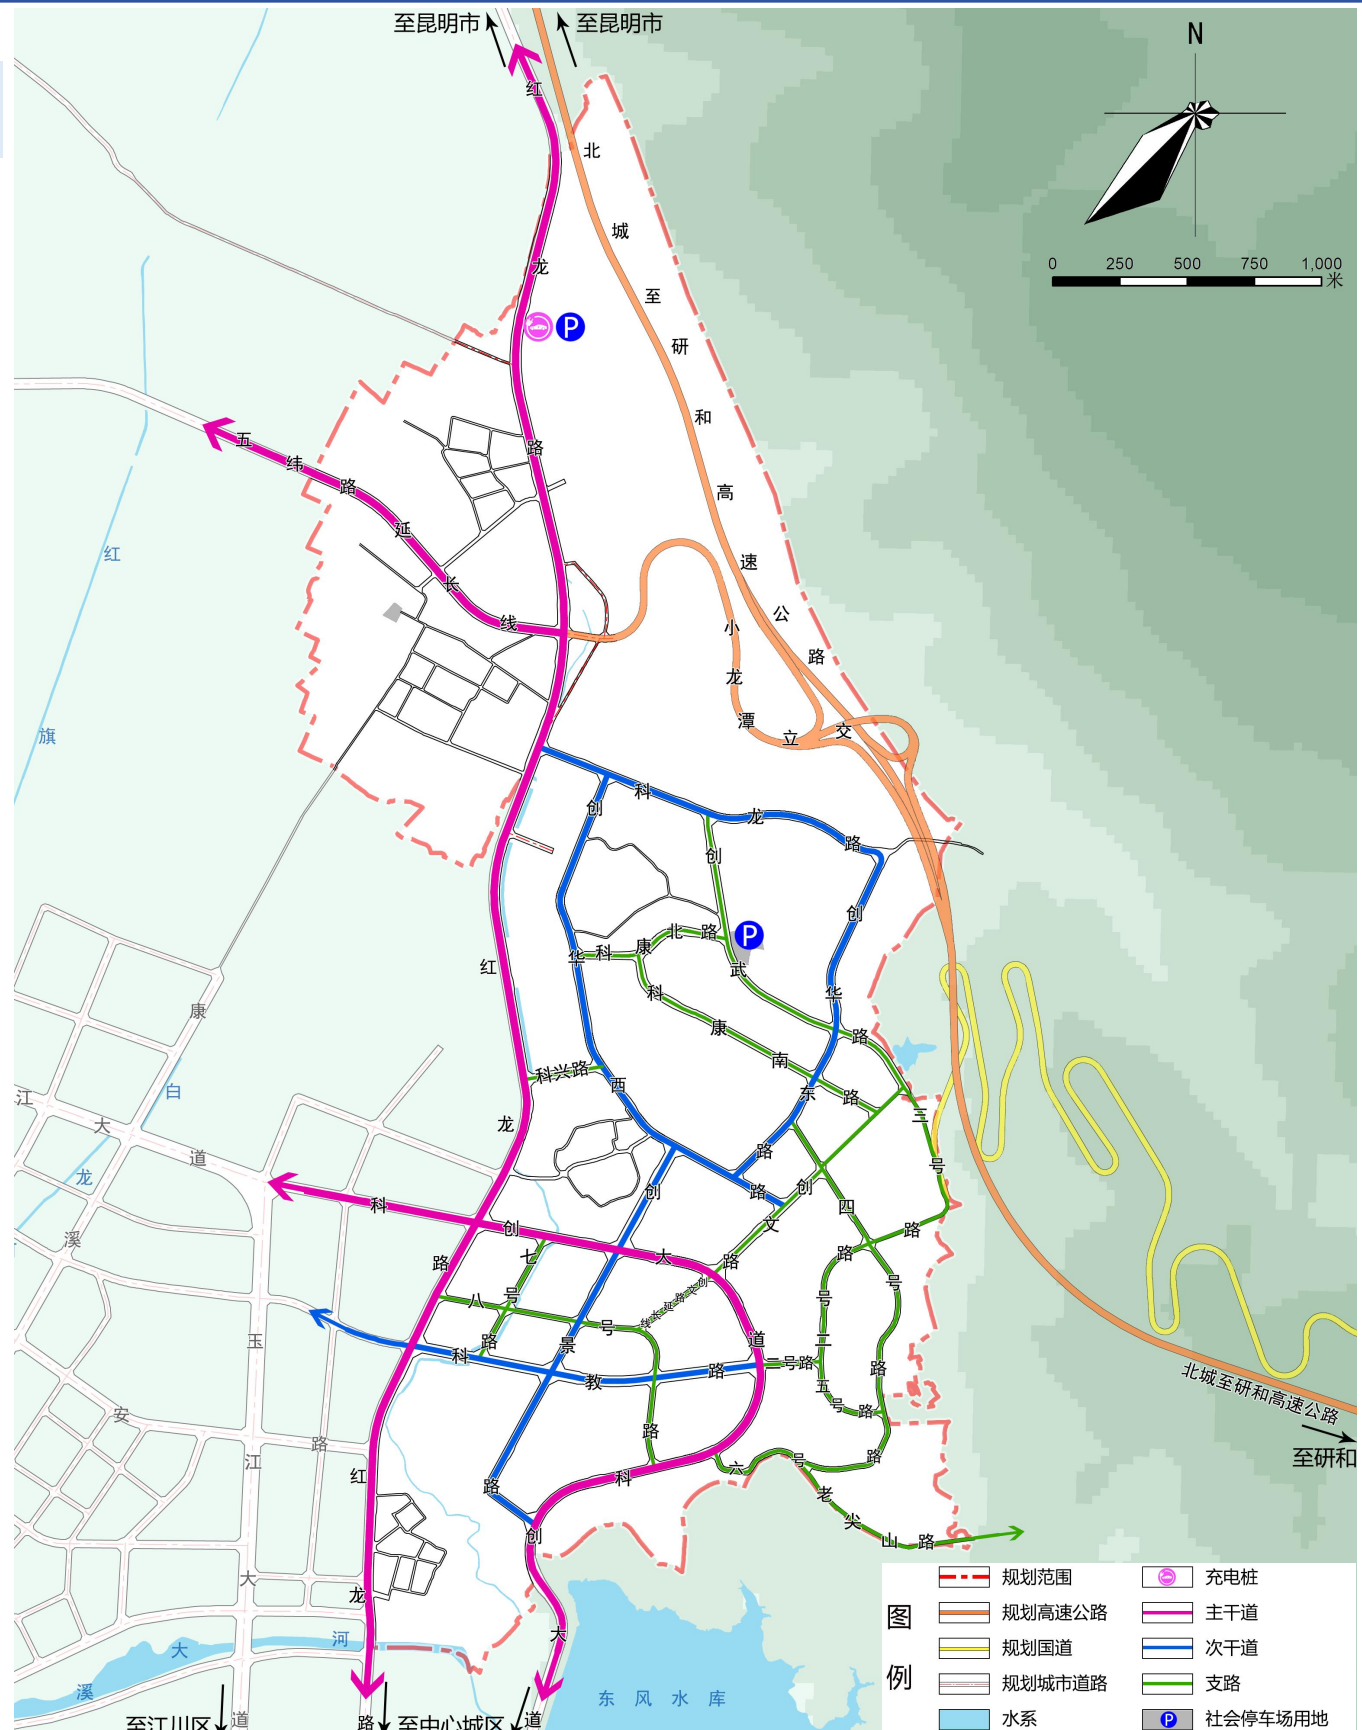 至昆明市
至昆明市
N
0 250 500 750 1,000 米
红龙路
北城至研和高速公路
五纬路延长线
小龙潭立交
红旗
科龙路
创华西路
创武路
创华东路
科康北路
科康南路
科兴路
红龙路
康
白龙
江大道
溪
玉江大
安
路
科创大道
创景路
创文路
创文路延长线
三号路
四号路
二号路
二号路
五号路
六号路
七号路
八号路
科教路
老尖山路
科创大道
红龙路
道
大溪河
东风水库
北城至研和高速公路
至研和
至江川区
至中心城区
图例
规划范围
规划高速公路
规划国道
规划城市道路
水系
充电桩
主干道
次干道
支路
P 社会停车场用地
P
P